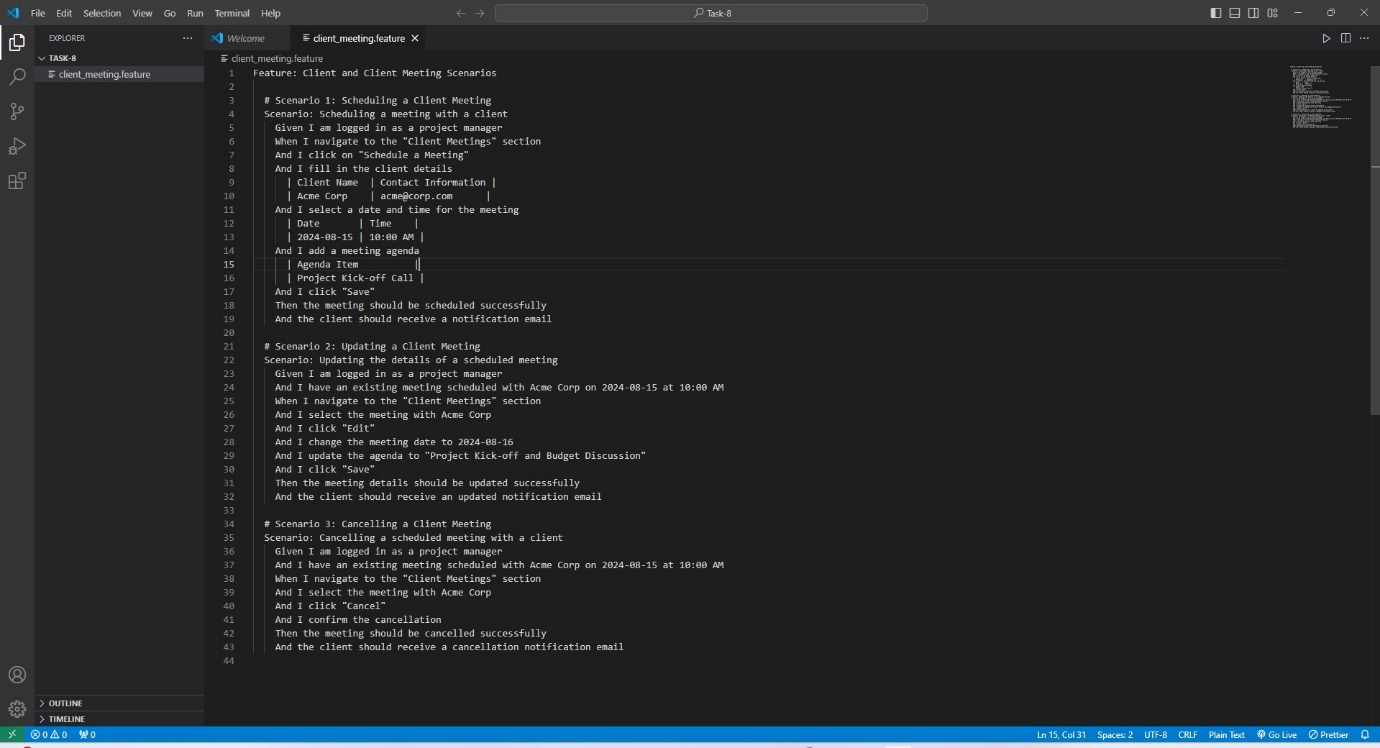 File Edit Selection View Go Run Terminal Help
Task-8
EXPLORER
TASK-8
client_meeting.feature
Welcome
client_meeting.feature
client_meeting.feature
1 Feature: Client and Client Meeting Scenarios
2
3 # Scenario 1: Scheduling a Client Meeting
4 Scenario: Scheduling a meeting with a client
5 Given I am logged in as a project manager
6 When I navigate to the "Client Meetings" section
7 And I click on "Schedule a Meeting"
8 And I fill in the client details
9 | Client Name | Contact Information |
10 | Acme Corp | acme@corp.com |
11 And I select a date and time for the meeting
12 | Date | Time |
13 | 2024-08-15 | 10:00 AM |
14 And I add a meeting agenda
15 | Agenda Item |
16 | Project Kick-off Call |
17 And I click "Save"
18 Then the meeting should be scheduled successfully
19 And the client should receive a notification email
20
21 # Scenario 2: Updating a Client Meeting
22 Scenario: Updating the details of a scheduled meeting
23 Given I am logged in as a project manager
24 And I have an existing meeting scheduled with Acme Corp on 2024-08-15 at 10:00 AM
25 When I navigate to the "Client Meetings" section
26 And I select the meeting with Acme Corp
27 And I click "Edit"
28 And I change the meeting date to 2024-08-16
29 And I update the agenda to "Project Kick-off and Budget Discussion"
30 And I click "Save"
31 Then the meeting details should be updated successfully
32 And the client should receive an updated notification email
33
34 # Scenario 3: Cancelling a Client Meeting
35 Scenario: Cancelling a scheduled meeting with a client
36 Given I am logged in as a project manager
37 And I have an existing meeting scheduled with Acme Corp on 2024-08-15 at 10:00 AM
38 When I navigate to the "Client Meetings" section
39 And I select the meeting with Acme Corp
40 And I click "Cancel"
41 And I confirm the cancellation
42 Then the meeting should be cancelled successfully
43 And the client should receive a cancellation notification email
44
OUTLINE
TIMELINE
0 0 0 Ln 15, Col 31 Spaces: 2 UTF-8 CRLF Plain Text Go Live Prettier